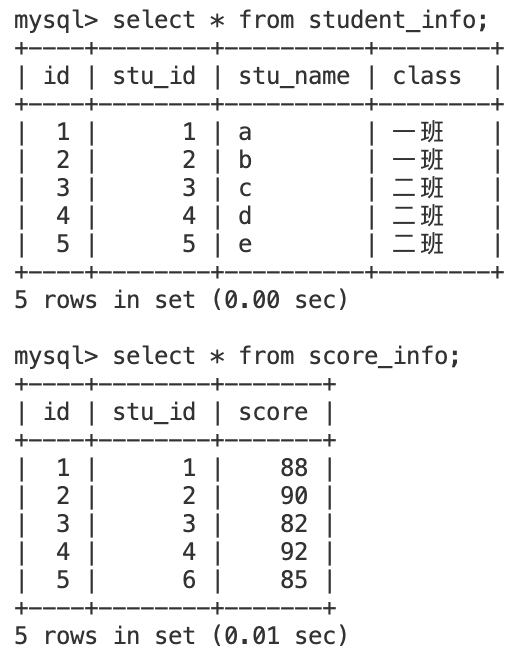 mysql> select * from student_info;
+----+--------+----------+--------+
| id | stu_id | stu_name | class  |
+----+--------+----------+--------+
|  1 |      1 | a        | 一班    |
|  2 |      2 | b        | 一班    |
|  3 |      3 | c        | 二班    |
|  4 |      4 | d        | 二班    |
|  5 |      5 | e        | 二班    |
+----+--------+----------+--------+
5 rows in set (0.00 sec)

mysql> select * from score_info;
+----+--------+-------+
| id | stu_id | score |
+----+--------+-------+
|  1 |      1 |    88 |
|  2 |      2 |    90 |
|  3 |      3 |    82 |
|  4 |      4 |    92 |
|  5 |      6 |    85 |
+----+--------+-------+
5 rows in set (0.01 sec)